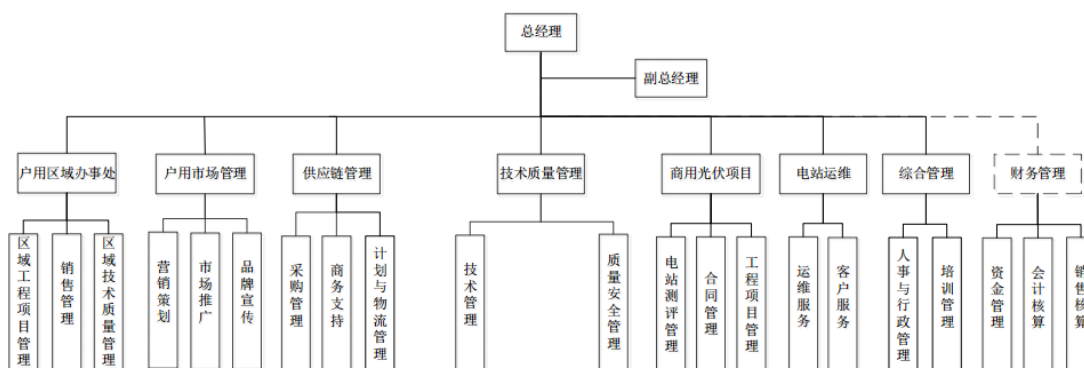 总经理
副总经理
户用区域办事处
户用市场管理
供应链管理
技术质量管理
商用光伏项目
电站运维
综合管理
财务管理
区域工程项目管理
销售管理
区域技术质量管理
营销策划
市场推广
品牌宣传
采购管理
商务支持
计划与物流管理
技术管理
质量安全管理
电站测评管理
合同管理
工程项目管理
运维服务
客户服务
人事与行政管理
培训管理
资金管理
会计核算
销售核算